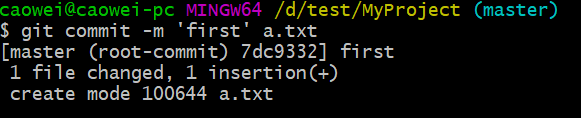 caowei@caowei-pc MINGW64 /d/test/MyProject (master)
$ git commit -m 'first' a.txt
[master (root-commit) 7dc9332] first
 1 file changed, 1 insertion(+)
 create mode 100644 a.txt